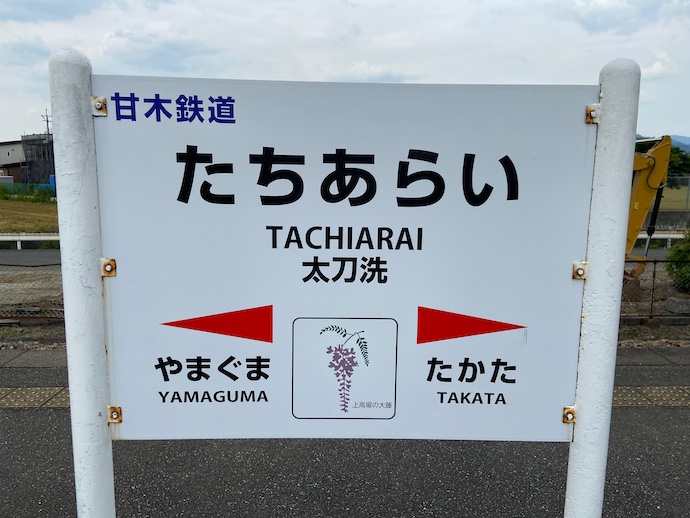 甘木鉄道
たちあらい
TACHIARAI
太刀洗
やまぐま
YAMAGUMA
たかた
TAKATA
上高場の大藤